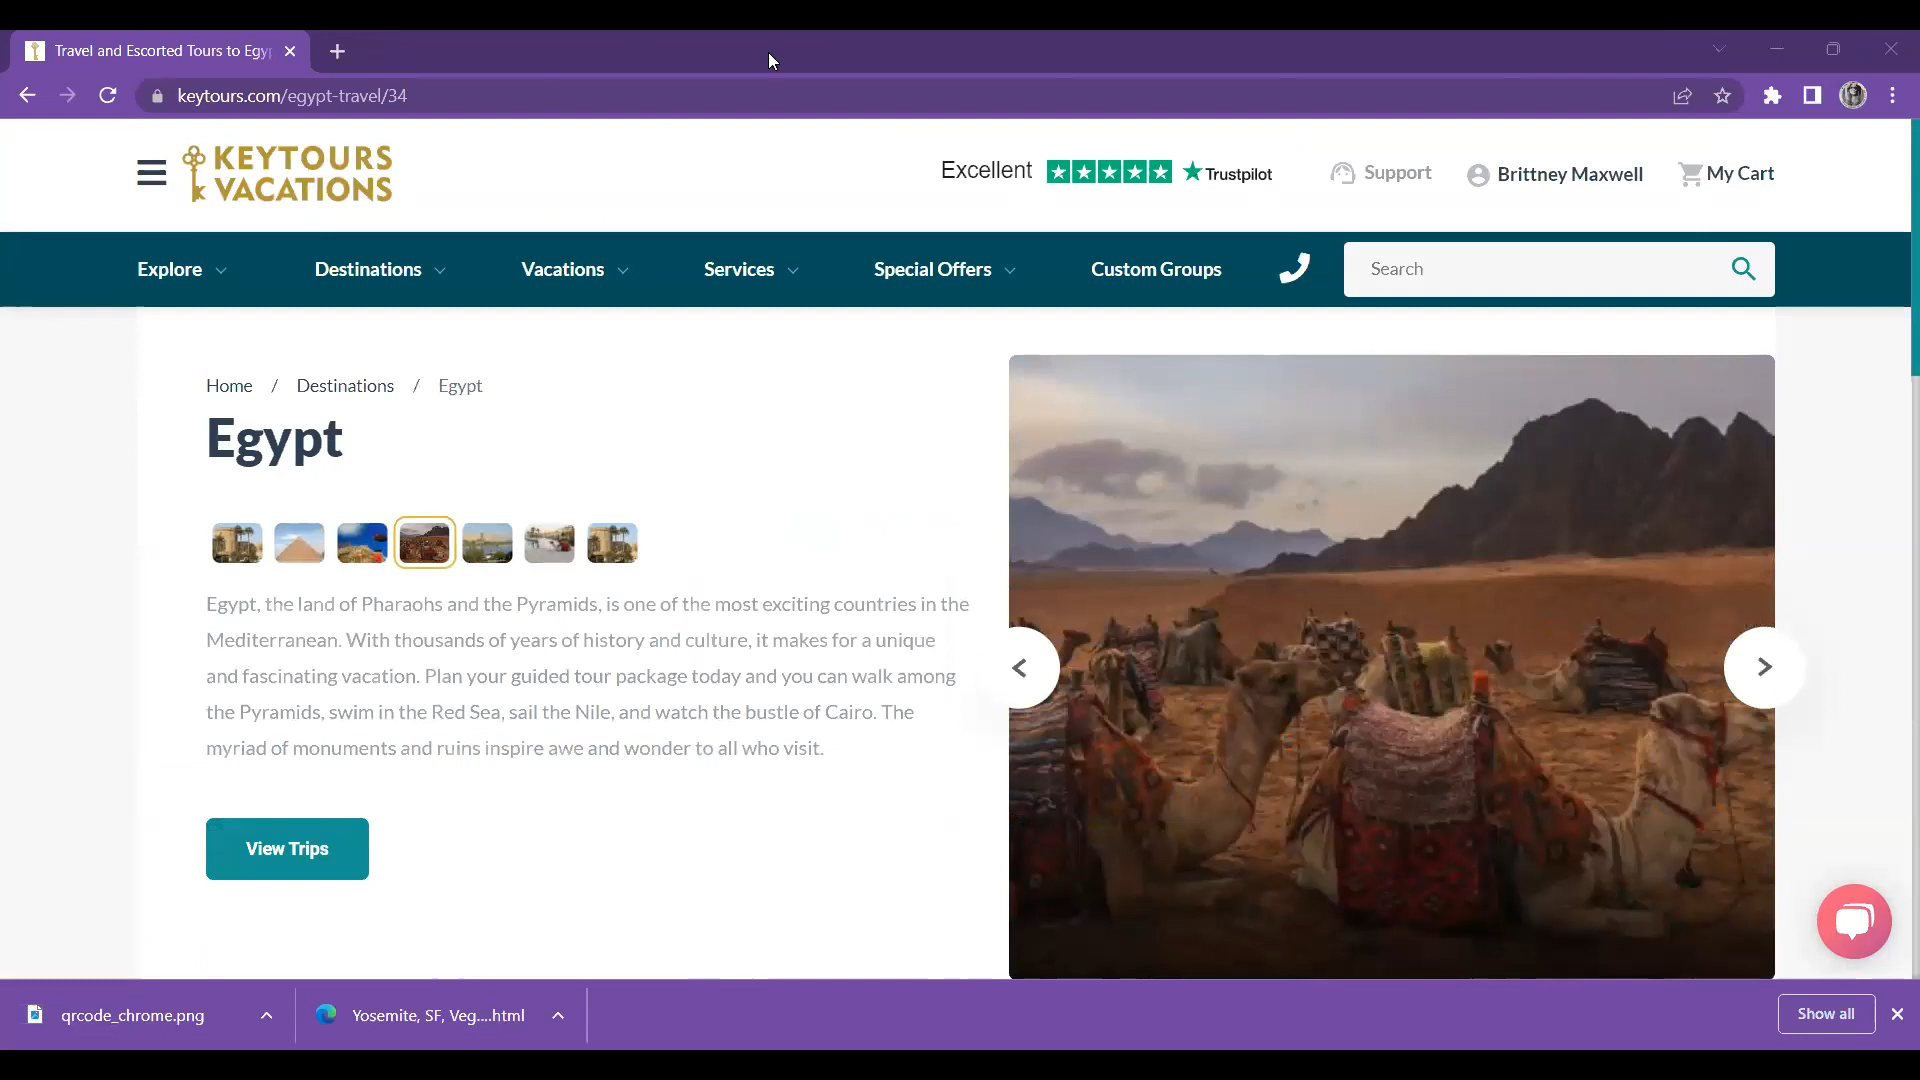 Travel and Escorted Tours to Egy
keytours.com/egypt-travel/34
KEYTOURS
VACATIONS
Excellent Trustpilot Support Brittney Maxwell My Cart
Explore Destinations Vacations Services Special Offers Custom Groups Search
Home / Destinations / Egypt
Egypt
Egypt, the land of Pharaohs and the Pyramids, is one of the most exciting countries in the
Mediterranean. With thousands of years of history and culture, it makes for a unique
and fascinating vacation. Plan your guided tour package today and you can walk among
the Pyramids, swim in the Red Sea, sail the Nile, and watch the bustle of Cairo. The
myriad of monuments and ruins inspire awe and wonder to all who visit.
View Trips
qrcode_chrome.png Yosemite, SF, Veg....html Show all